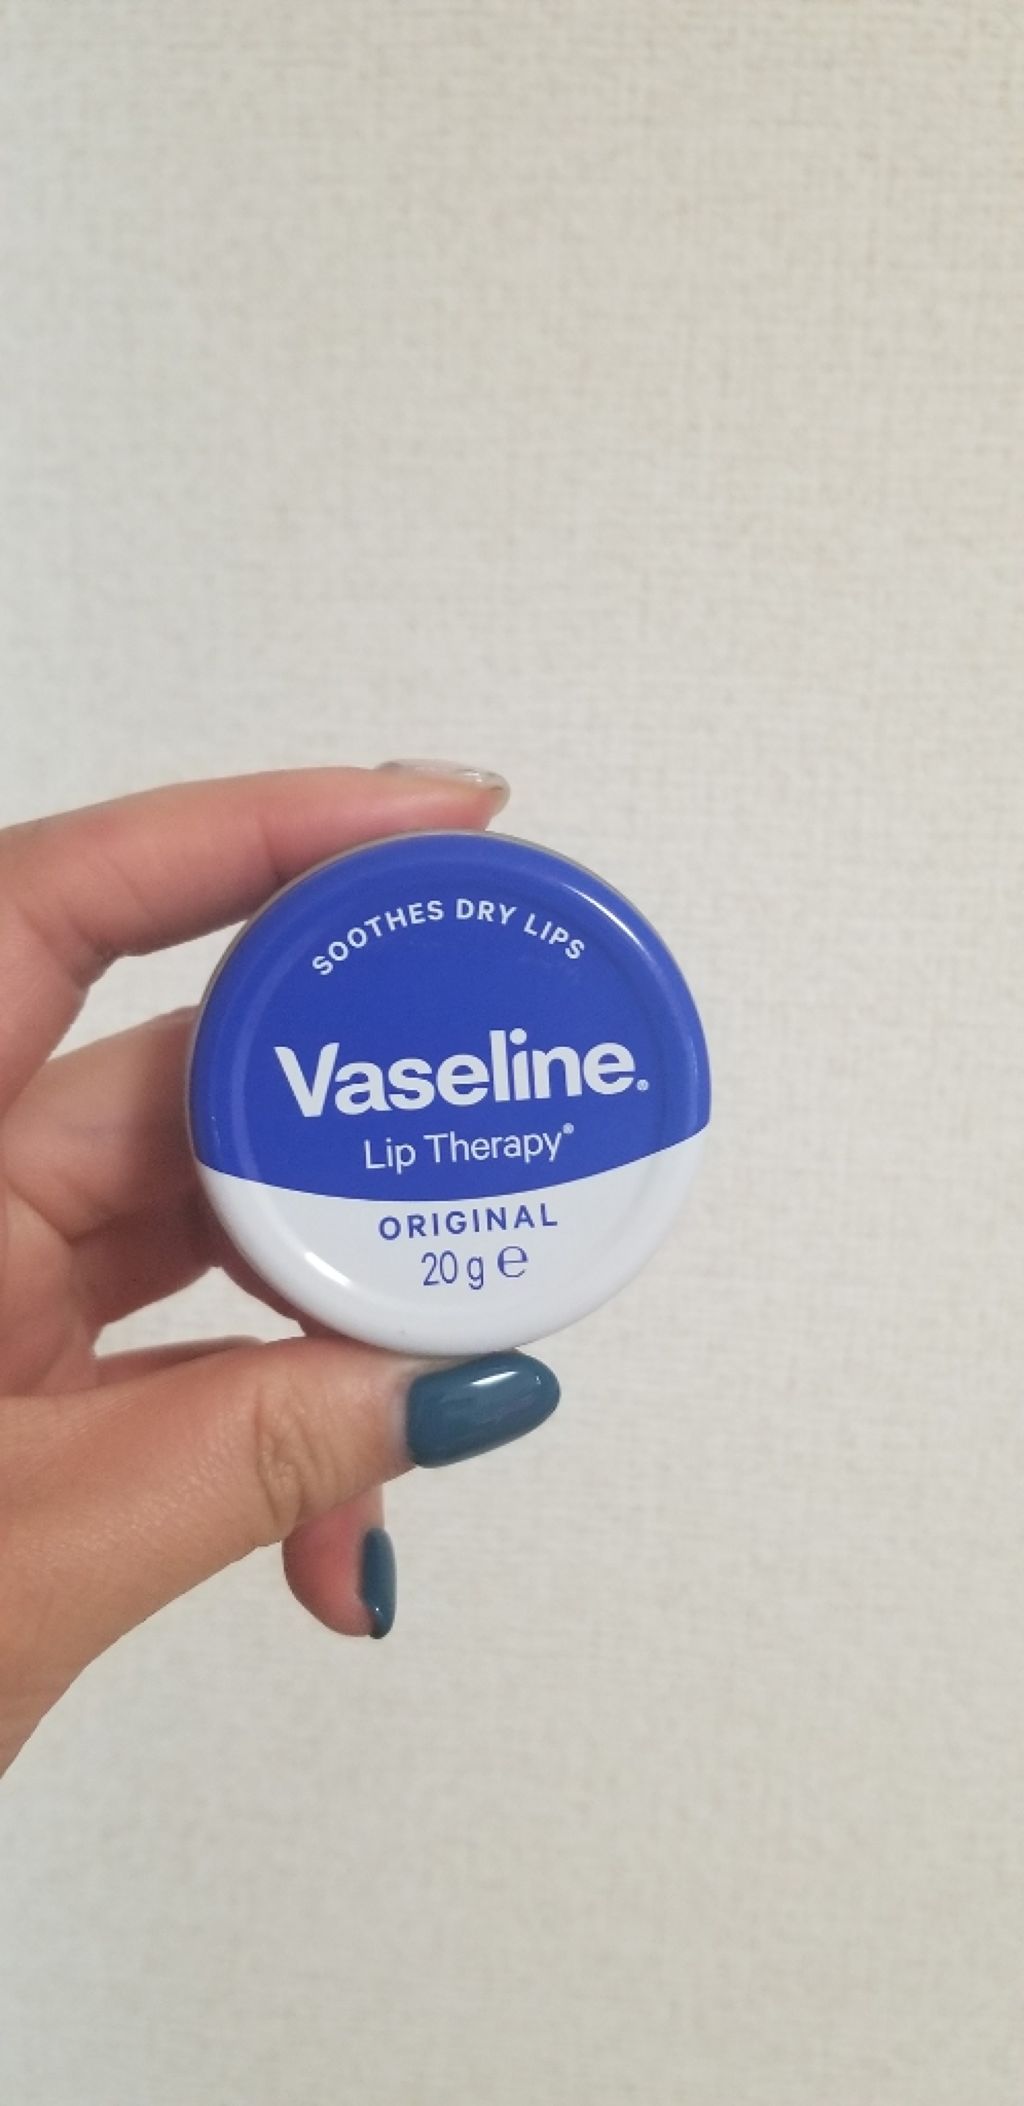 SOOTHES DRY LIPS
Vaseline®
Lip Therapy®
ORIGINAL
20 g ℮